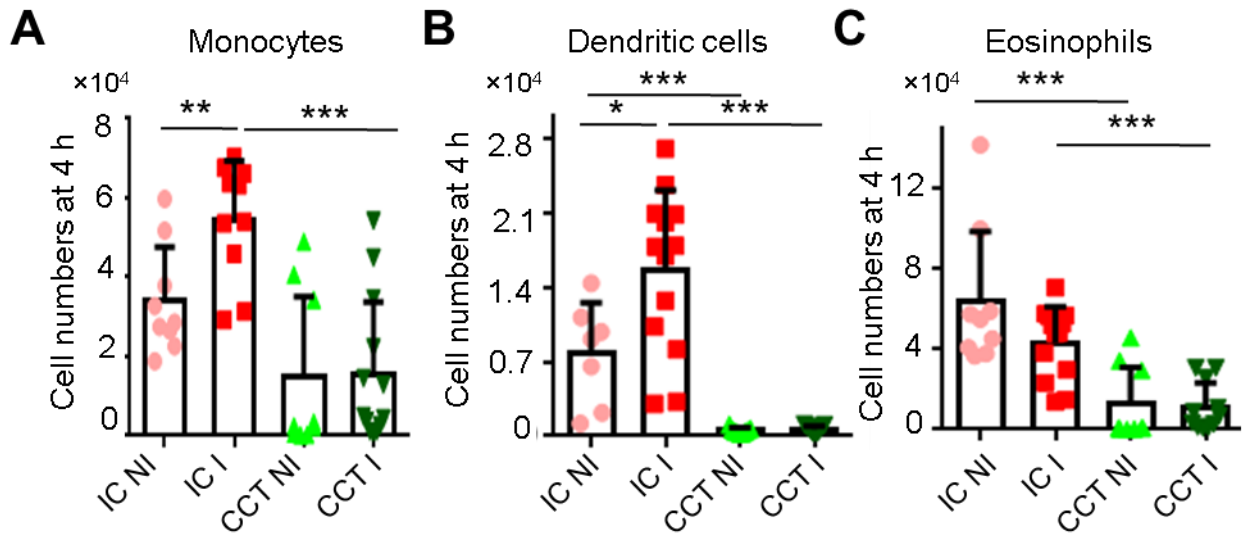 A
Monocytes
×10⁴
**
***
Cell numbers at 4 h
8
6
4
2
0
IC NI
IC I
CCT NI
CCT I
B
Dendritic cells
×10⁴
***
*
***
Cell numbers at 4 h
2.8
2.1
1.4
0.7
0
IC NI
IC I
CCT NI
CCT I
C
Eosinophils
×10⁴
***
***
Cell numbers at 4 h
12
8
4
0
IC NI
IC I
CCT NI
CCT I